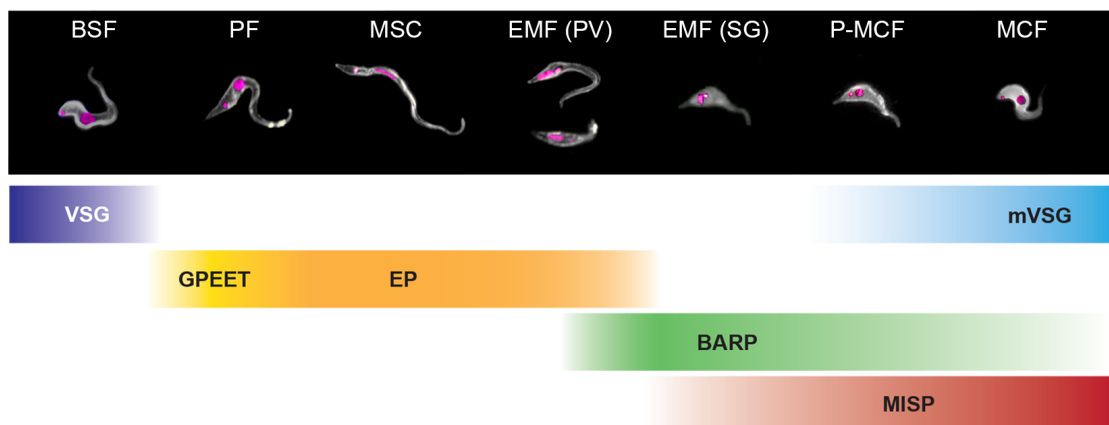 BSF PF MSC EMF (PV) EMF (SG) P-MCF MCF
VSG mVSG
GPEET EP
BARP
MISP